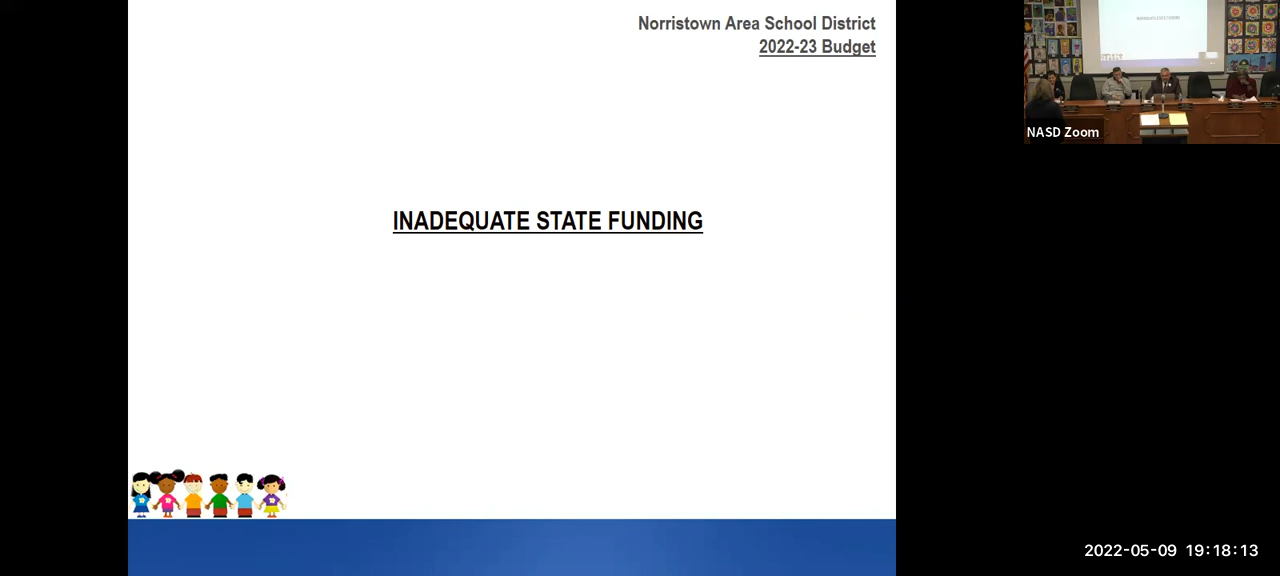 Norristown Area School District
2022-23 Budget
INADEQUATE STATE FUNDING
NASD Zoom
2022-05-09 19:18:13